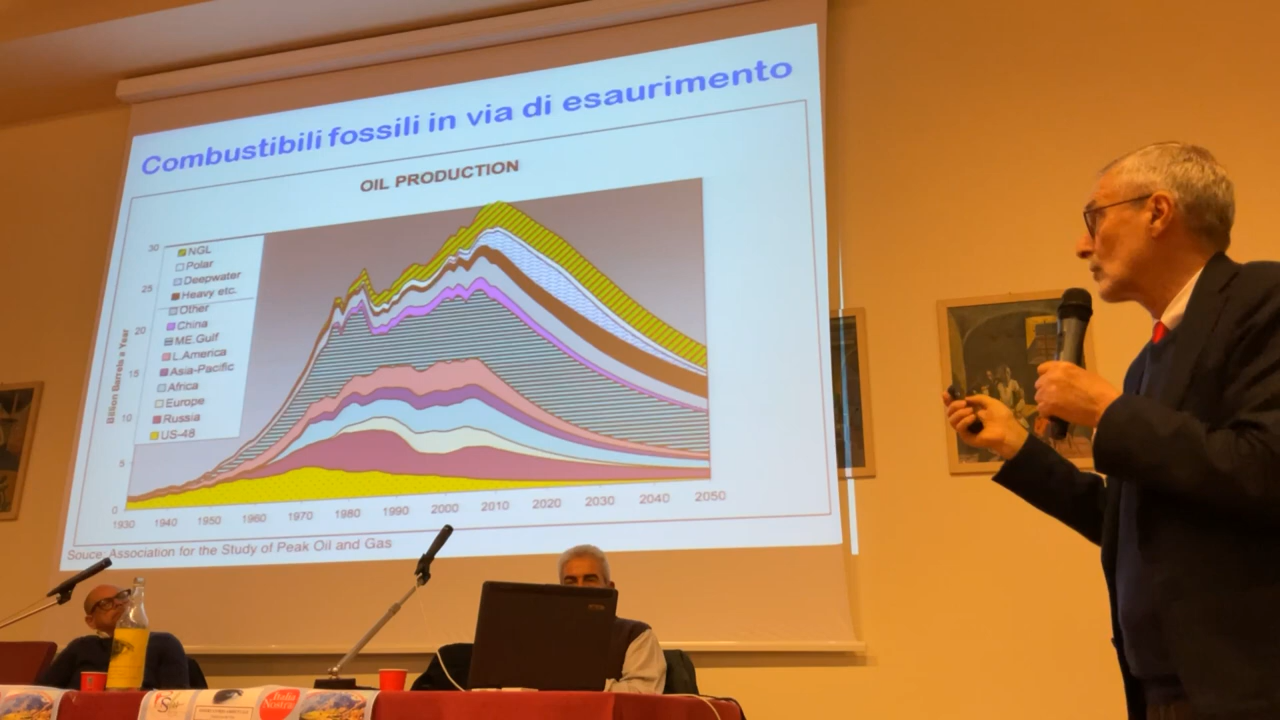 Combustibili fossili in via di esaurimento
OIL PRODUCTION
30
25
20
15
10
5
0
Billion Barrels a Year
NGL
Polar
Deepwater
Heavy etc.
Other
China
ME.Gulf
L.America
Asia-Pacific
Africa
Europe
Russia
US-48
1930 1940 1950 1960 1970 1980 1990 2000 2010 2020 2030 2040 2050
Souce: Association for the Study of Peak Oil and Gas
Italia
Nostra